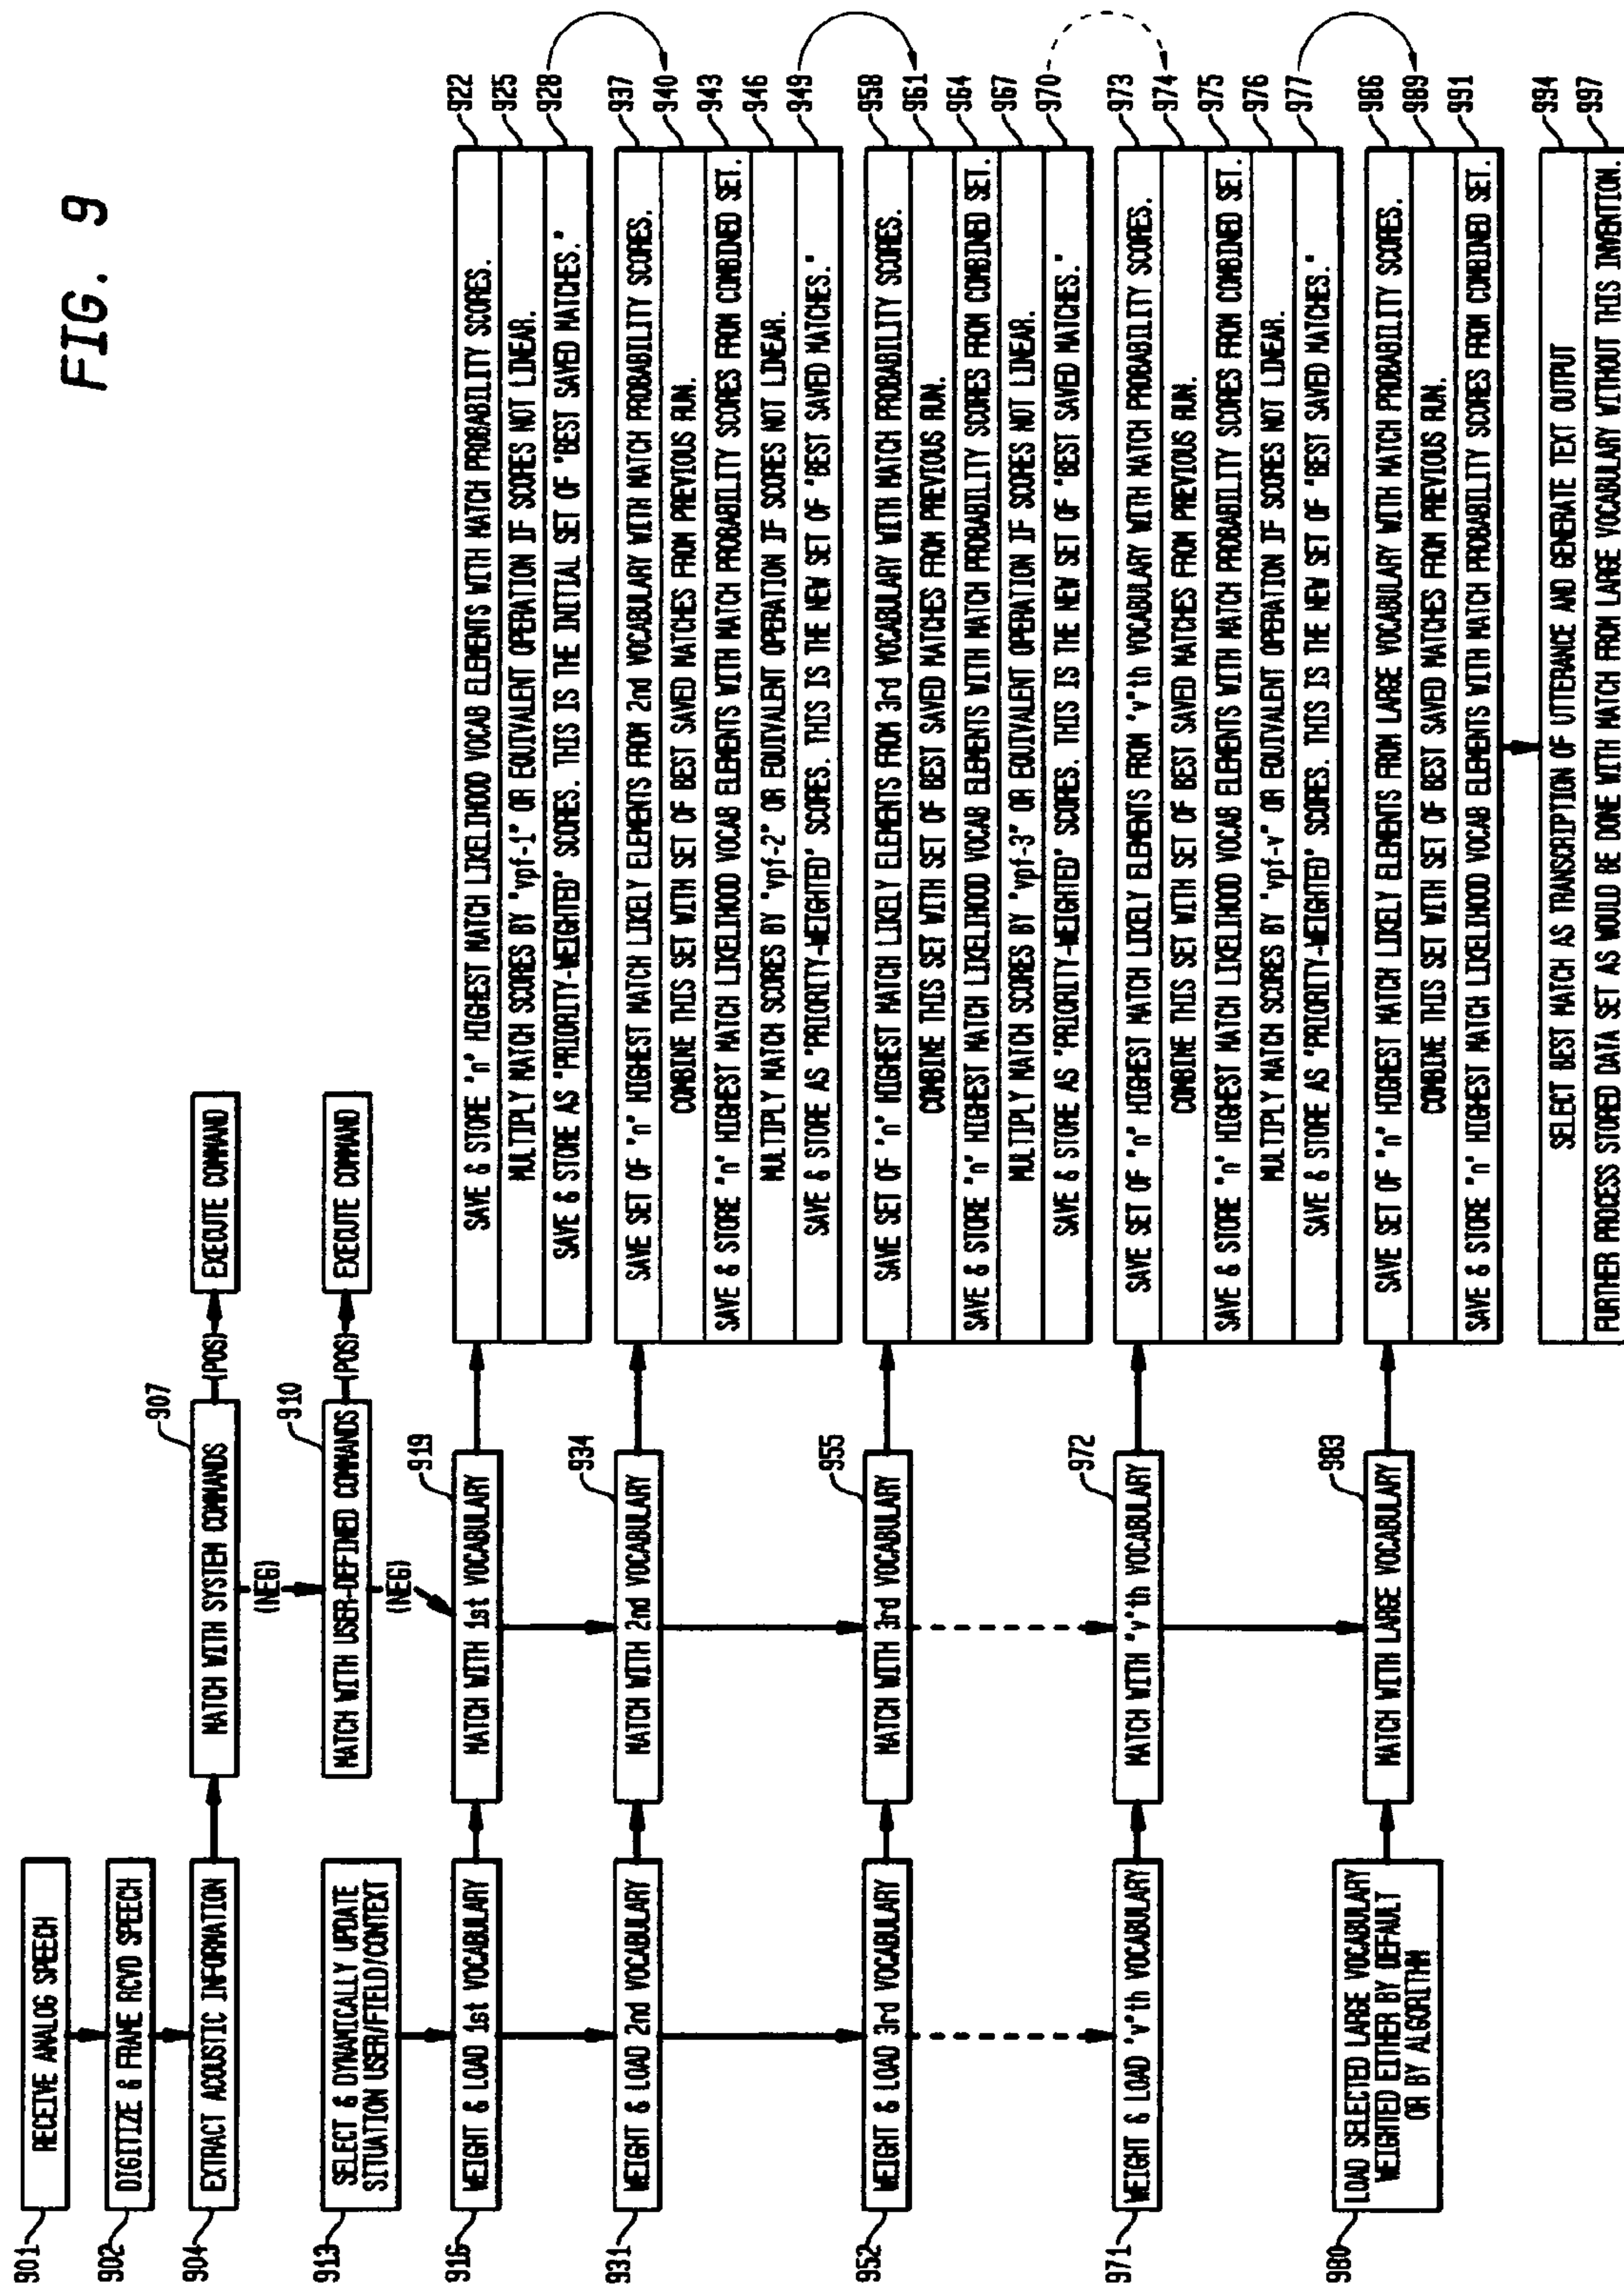 FIG. 9
901
RECEIVE ANALOG SPEECH
902
DIGITIZE & FRAME RCVD SPEECH
904
EXTRACT ACOUSTIC INFORMATION
907
MATCH WITH SYSTEM COMMANDS
(POS)
EXECUTE COMMAND
(NEG)
910
MATCH WITH USER-DEFINED COMMANDS
(POS)
EXECUTE COMMAND
(NEG)
913
SELECT & DYNAMICALLY UPDATE
SITUATION USER/FIELD/CONTEXT
916
WEIGHT & LOAD 1st VOCABULARY
919
MATCH WITH 1st VOCABULARY
SAVE & STORE "n" HIGHEST MATCH LIKELIHOOD VOCAB ELEMENTS WITH MATCH PROBABILITY SCORES.
922
MULTIPLY MATCH SCORES BY "vpf-1" OR EQUIVALENT OPERATION IF SCORES NOT LINEAR.
925
SAVE & STORE AS "PRIORITY-WEIGHTED" SCORES. THIS IS THE INITIAL SET OF "BEST SAVED MATCHES."
928
931
WEIGHT & LOAD 2nd VOCABULARY
934
MATCH WITH 2nd VOCABULARY
SAVE SET OF "n" HIGHEST MATCH LIKELY ELEMENTS FROM 2nd VOCABULARY WITH MATCH PROBABILITY SCORES.
937
COMBINE THIS SET WITH SET OF BEST SAVED MATCHES FROM PREVIOUS RUN.
940
SAVE & STORE "n" HIGHEST MATCH LIKELIHOOD VOCAB ELEMENTS WITH MATCH PROBABILITY SCORES FROM COMBINED SET.
943
MULTIPLY MATCH SCORES BY "vpf-2" OR EQUIVALENT OPERATION IF SCORES NOT LINEAR.
946
SAVE & STORE AS "PRIORITY-WEIGHTED" SCORES. THIS IS THE NEW SET OF "BEST SAVED MATCHES."
949
952
WEIGHT & LOAD 3rd VOCABULARY
955
MATCH WITH 3rd VOCABULARY
SAVE SET OF "n" HIGHEST MATCH LIKELY ELEMENTS FROM 3rd VOCABULARY WITH MATCH PROBABILITY SCORES.
958
COMBINE THIS SET WITH SET OF BEST SAVED MATCHES FROM PREVIOUS RUN.
961
SAVE & STORE "n" HIGHEST MATCH LIKELIHOOD VOCAB ELEMENTS WITH MATCH PROBABILITY SCORES FROM COMBINED SET.
964
MULTIPLY MATCH SCORES BY "vpf-3" OR EQUIVALENT OPERATION IF SCORES NOT LINEAR.
967
SAVE & STORE AS "PRIORITY-WEIGHTED" SCORES. THIS IS THE NEW SET OF "BEST SAVED MATCHES."
970
971
WEIGHT & LOAD "v"th VOCABULARY
972
MATCH WITH "v"th VOCABULARY
SAVE SET OF "n" HIGHEST MATCH LIKELY ELEMENTS FROM "v"th VOCABULARY WITH MATCH PROBABILITY SCORES.
973
COMBINE THIS SET WITH SET OF BEST SAVED MATCHES FROM PREVIOUS RUN.
974
SAVE & STORE "n" HIGHEST MATCH LIKELIHOOD VOCAB ELEMENTS WITH MATCH PROBABILITY SCORES FROM COMBINED SET.
975
MULTIPLY MATCH SCORES BY "vpf-v" OR EQUIVALENT OPERATION IF SCORES NOT LINEAR.
976
SAVE & STORE AS "PRIORITY-WEIGHTED" SCORES. THIS IS THE NEW SET OF "BEST SAVED MATCHES."
977
980
LOAD SELECTED LARGE VOCABULARY
WEIGHTED EITHER BY DEFAULT
OR BY ALGORITHM
983
MATCH WITH LARGE VOCABULARY
SAVE SET OF "n" HIGHEST MATCH LIKELY ELEMENTS FROM LARGE VOCABULARY WITH MATCH PROBABILITY SCORES.
986
COMBINE THIS SET WITH SET OF BEST SAVED MATCHES FROM PREVIOUS RUN.
989
SAVE & STORE "n" HIGHEST MATCH LIKELIHOOD VOCAB ELEMENTS WITH MATCH PROBABILITY SCORES FROM COMBINED SET.
991
SELECT BEST MATCH AS TRANSCRIPTION OF UTTERANCE AND GENERATE TEXT OUTPUT
994
FURTHER PROCESS STORED DATA SET AS WOULD BE DONE WITH MATCH FROM LARGE VOCABULARY WITHOUT THIS INVENTION.
997